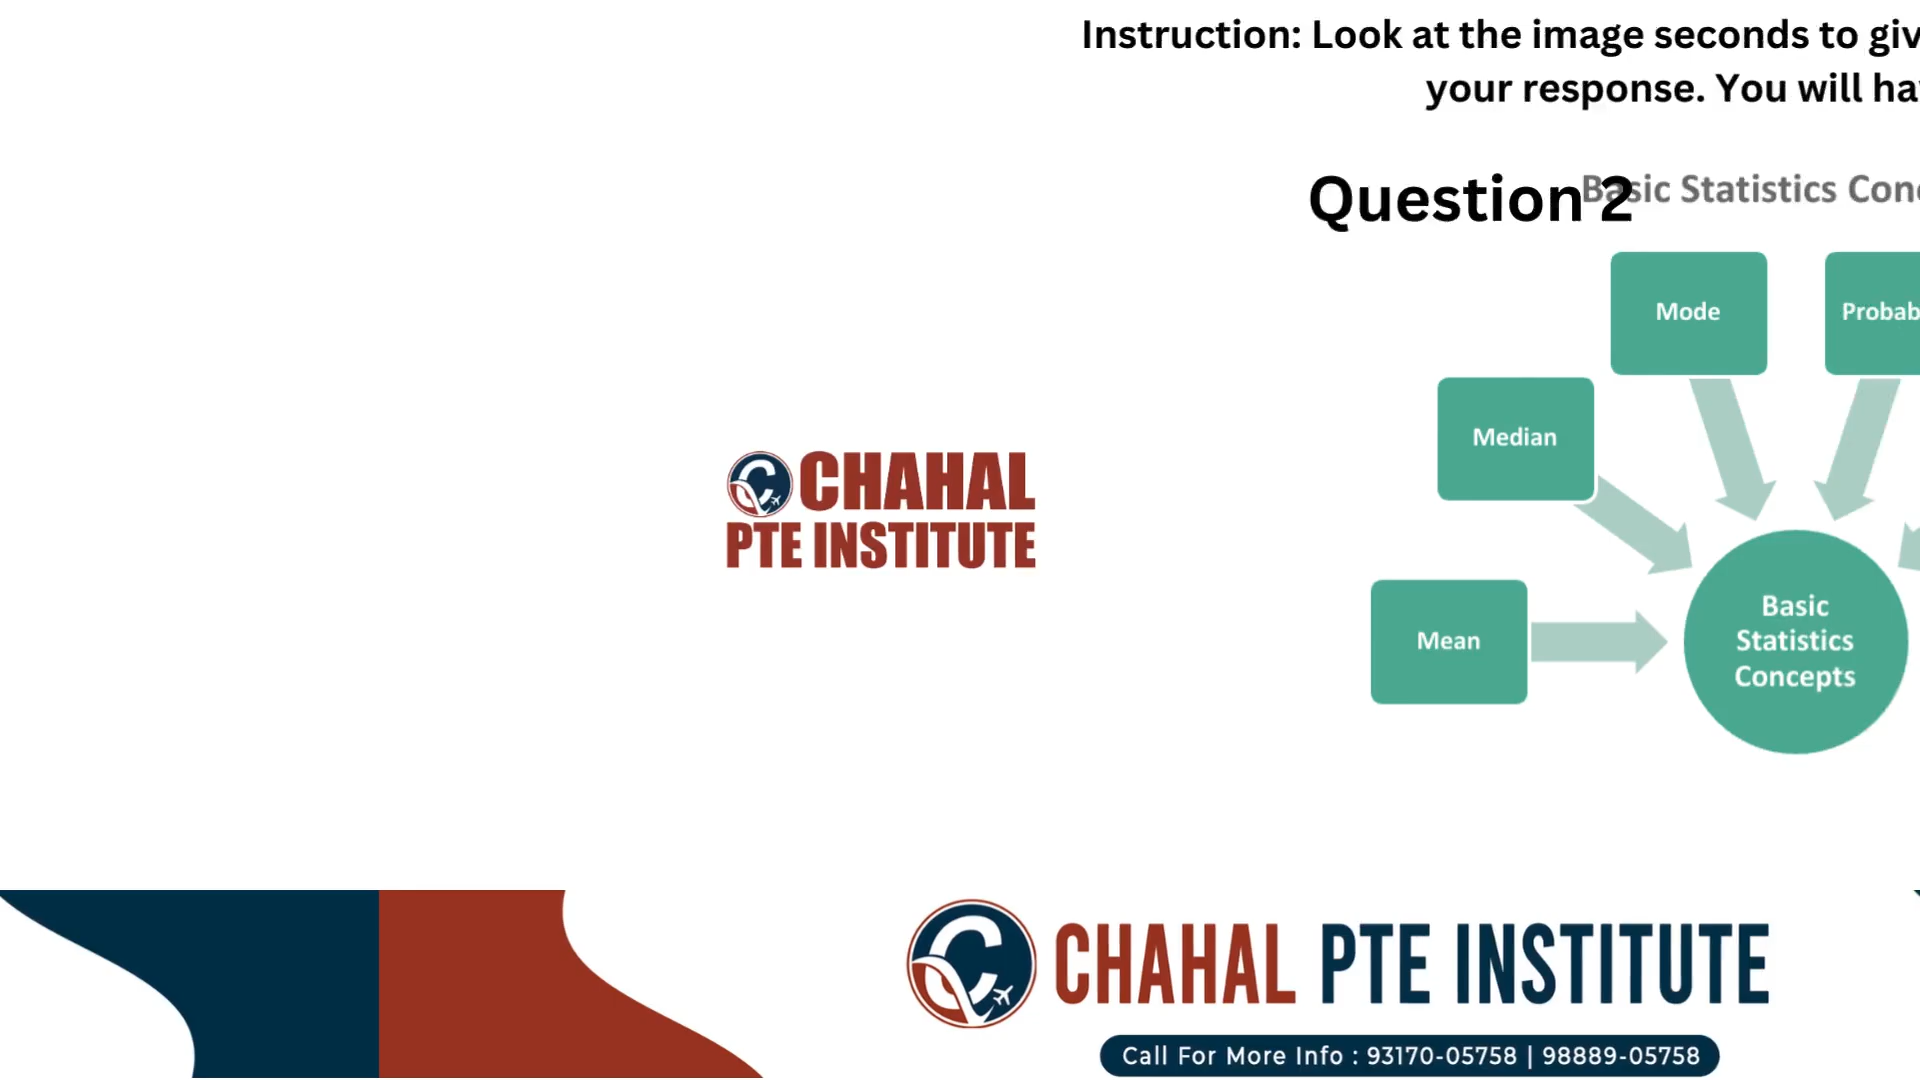 Instruction: Look at the image seconds to giv
your response. You will ha
Question 2
Basic Statistics Con
Mode
Probab
Median
Mean
Basic
Statistics
Concepts
CHAHAL
PTE INSTITUTE
CHAHAL PTE INSTITUTE
Call For More Info : 93170-05758 | 98889-05758